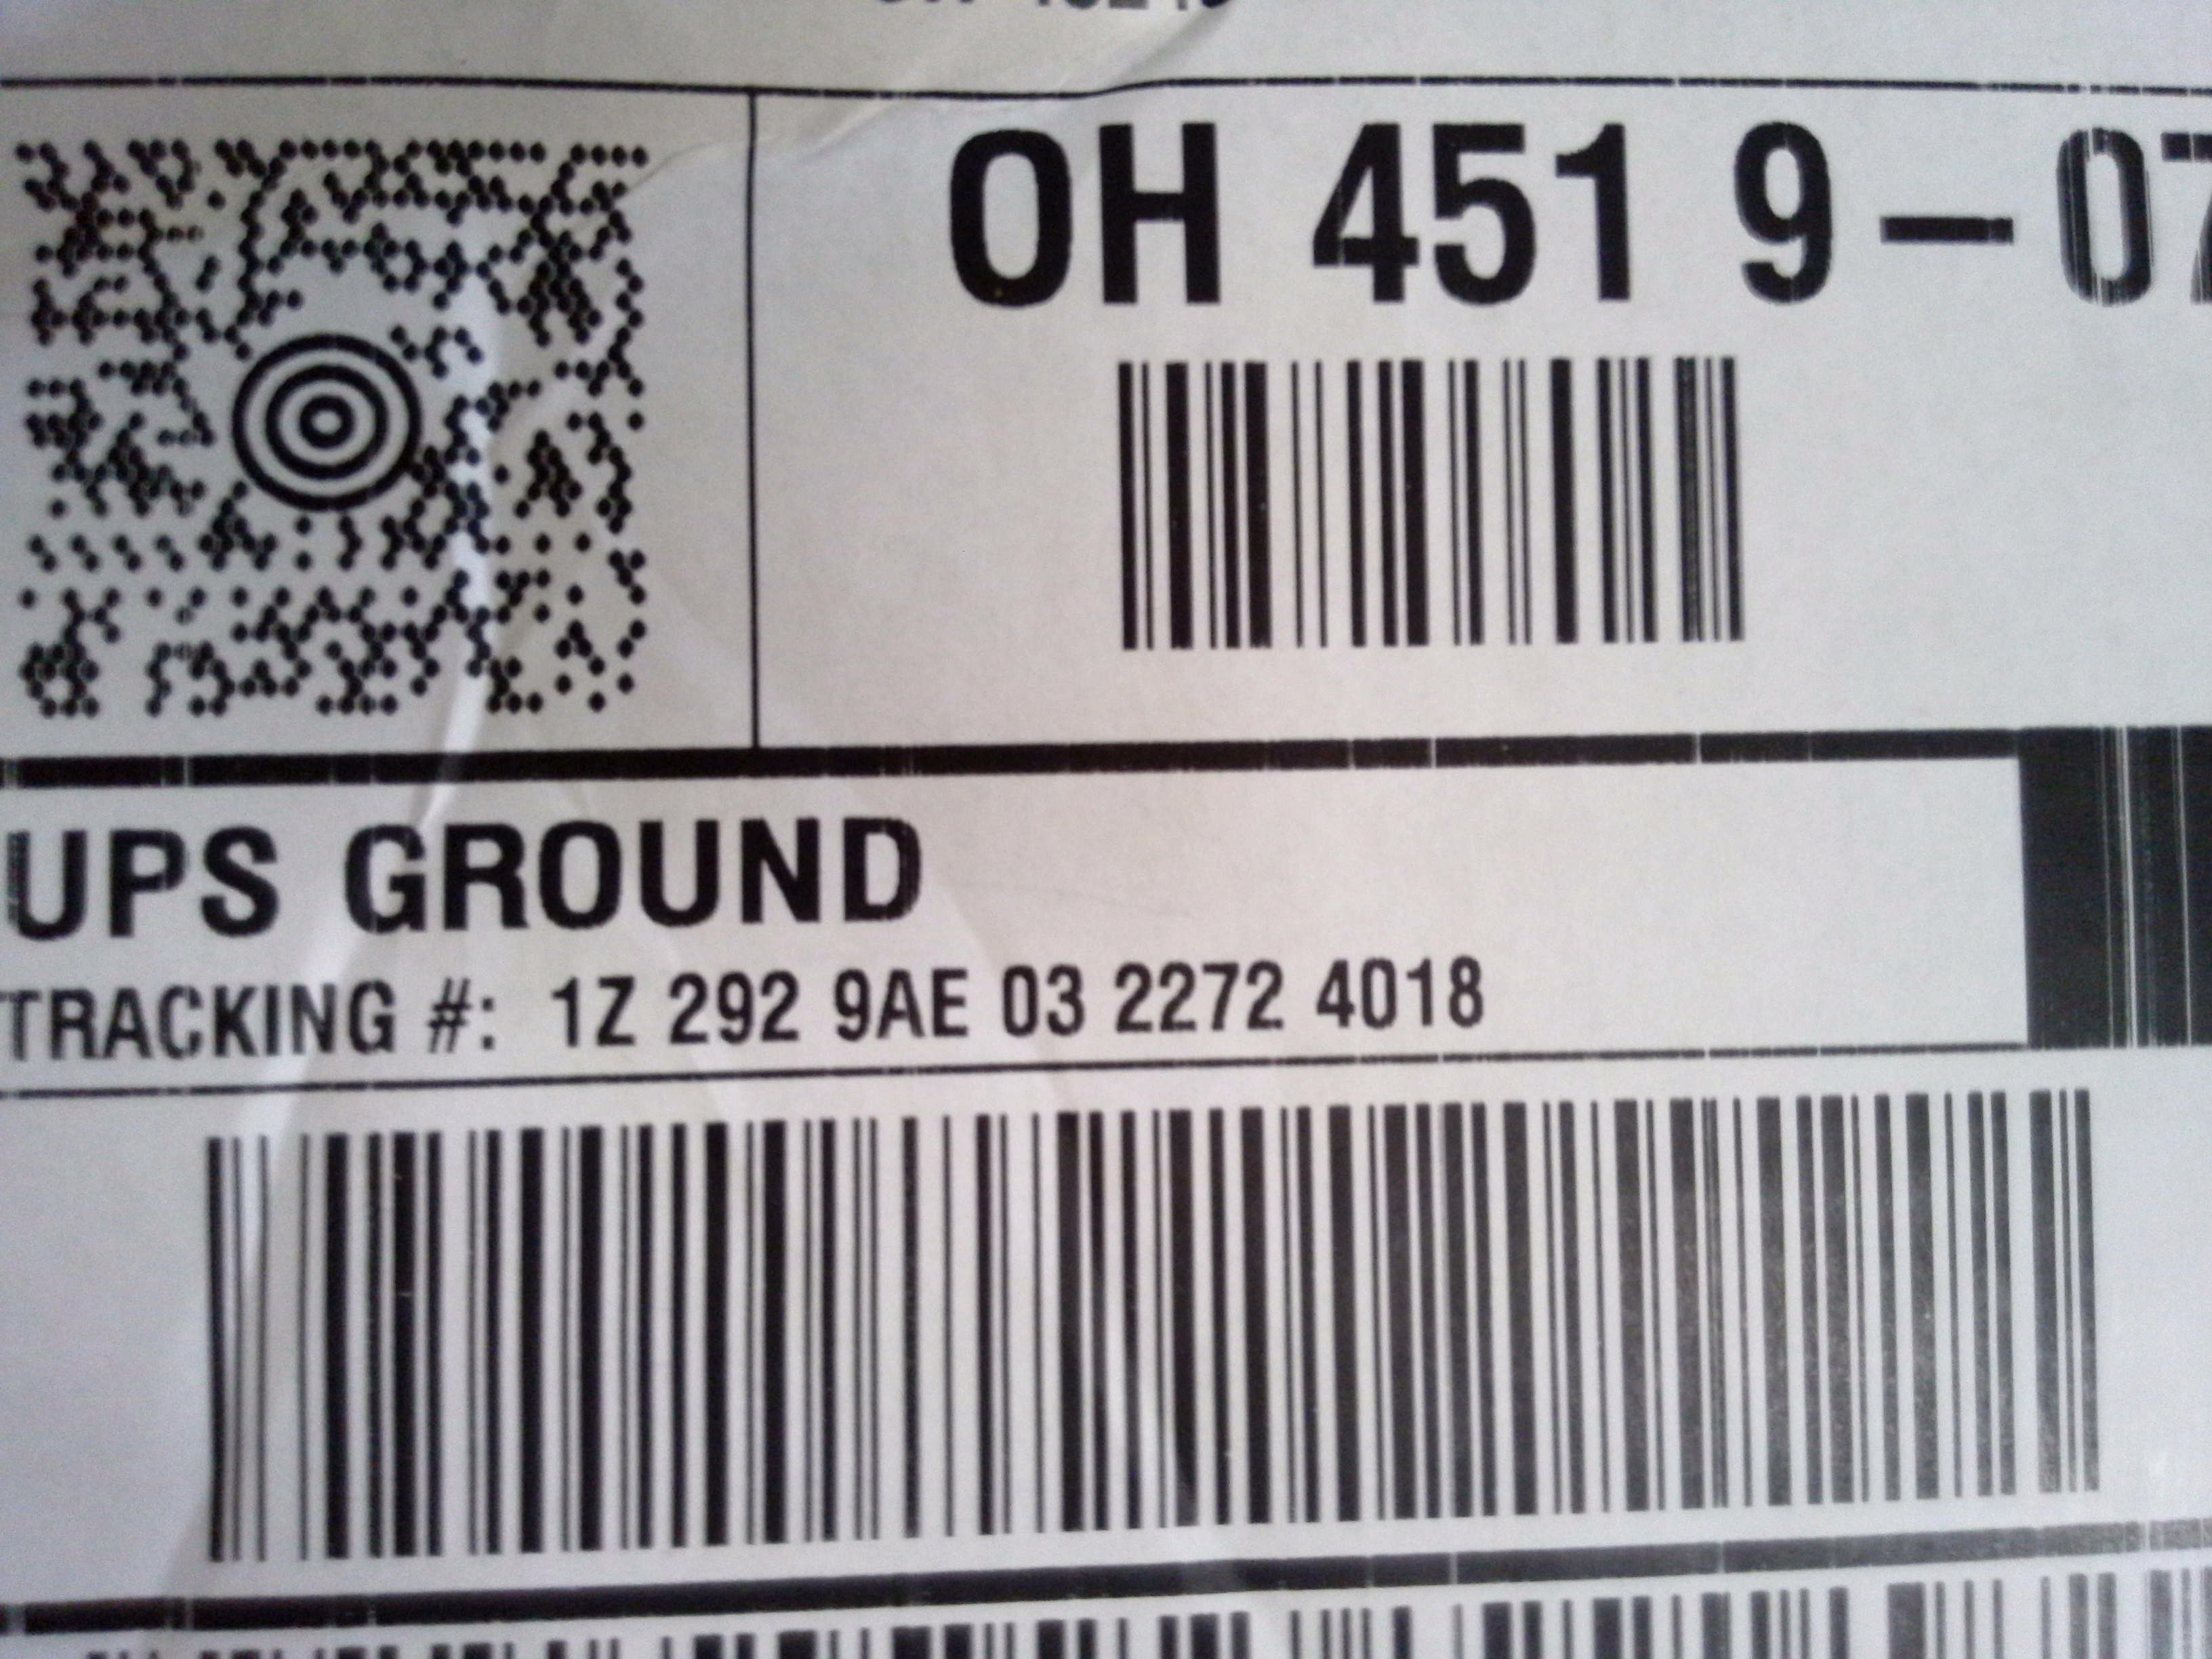 OH 451 9-07
UPS GROUND
TRACKING #: 1Z 292 9AE 03 2272 4018